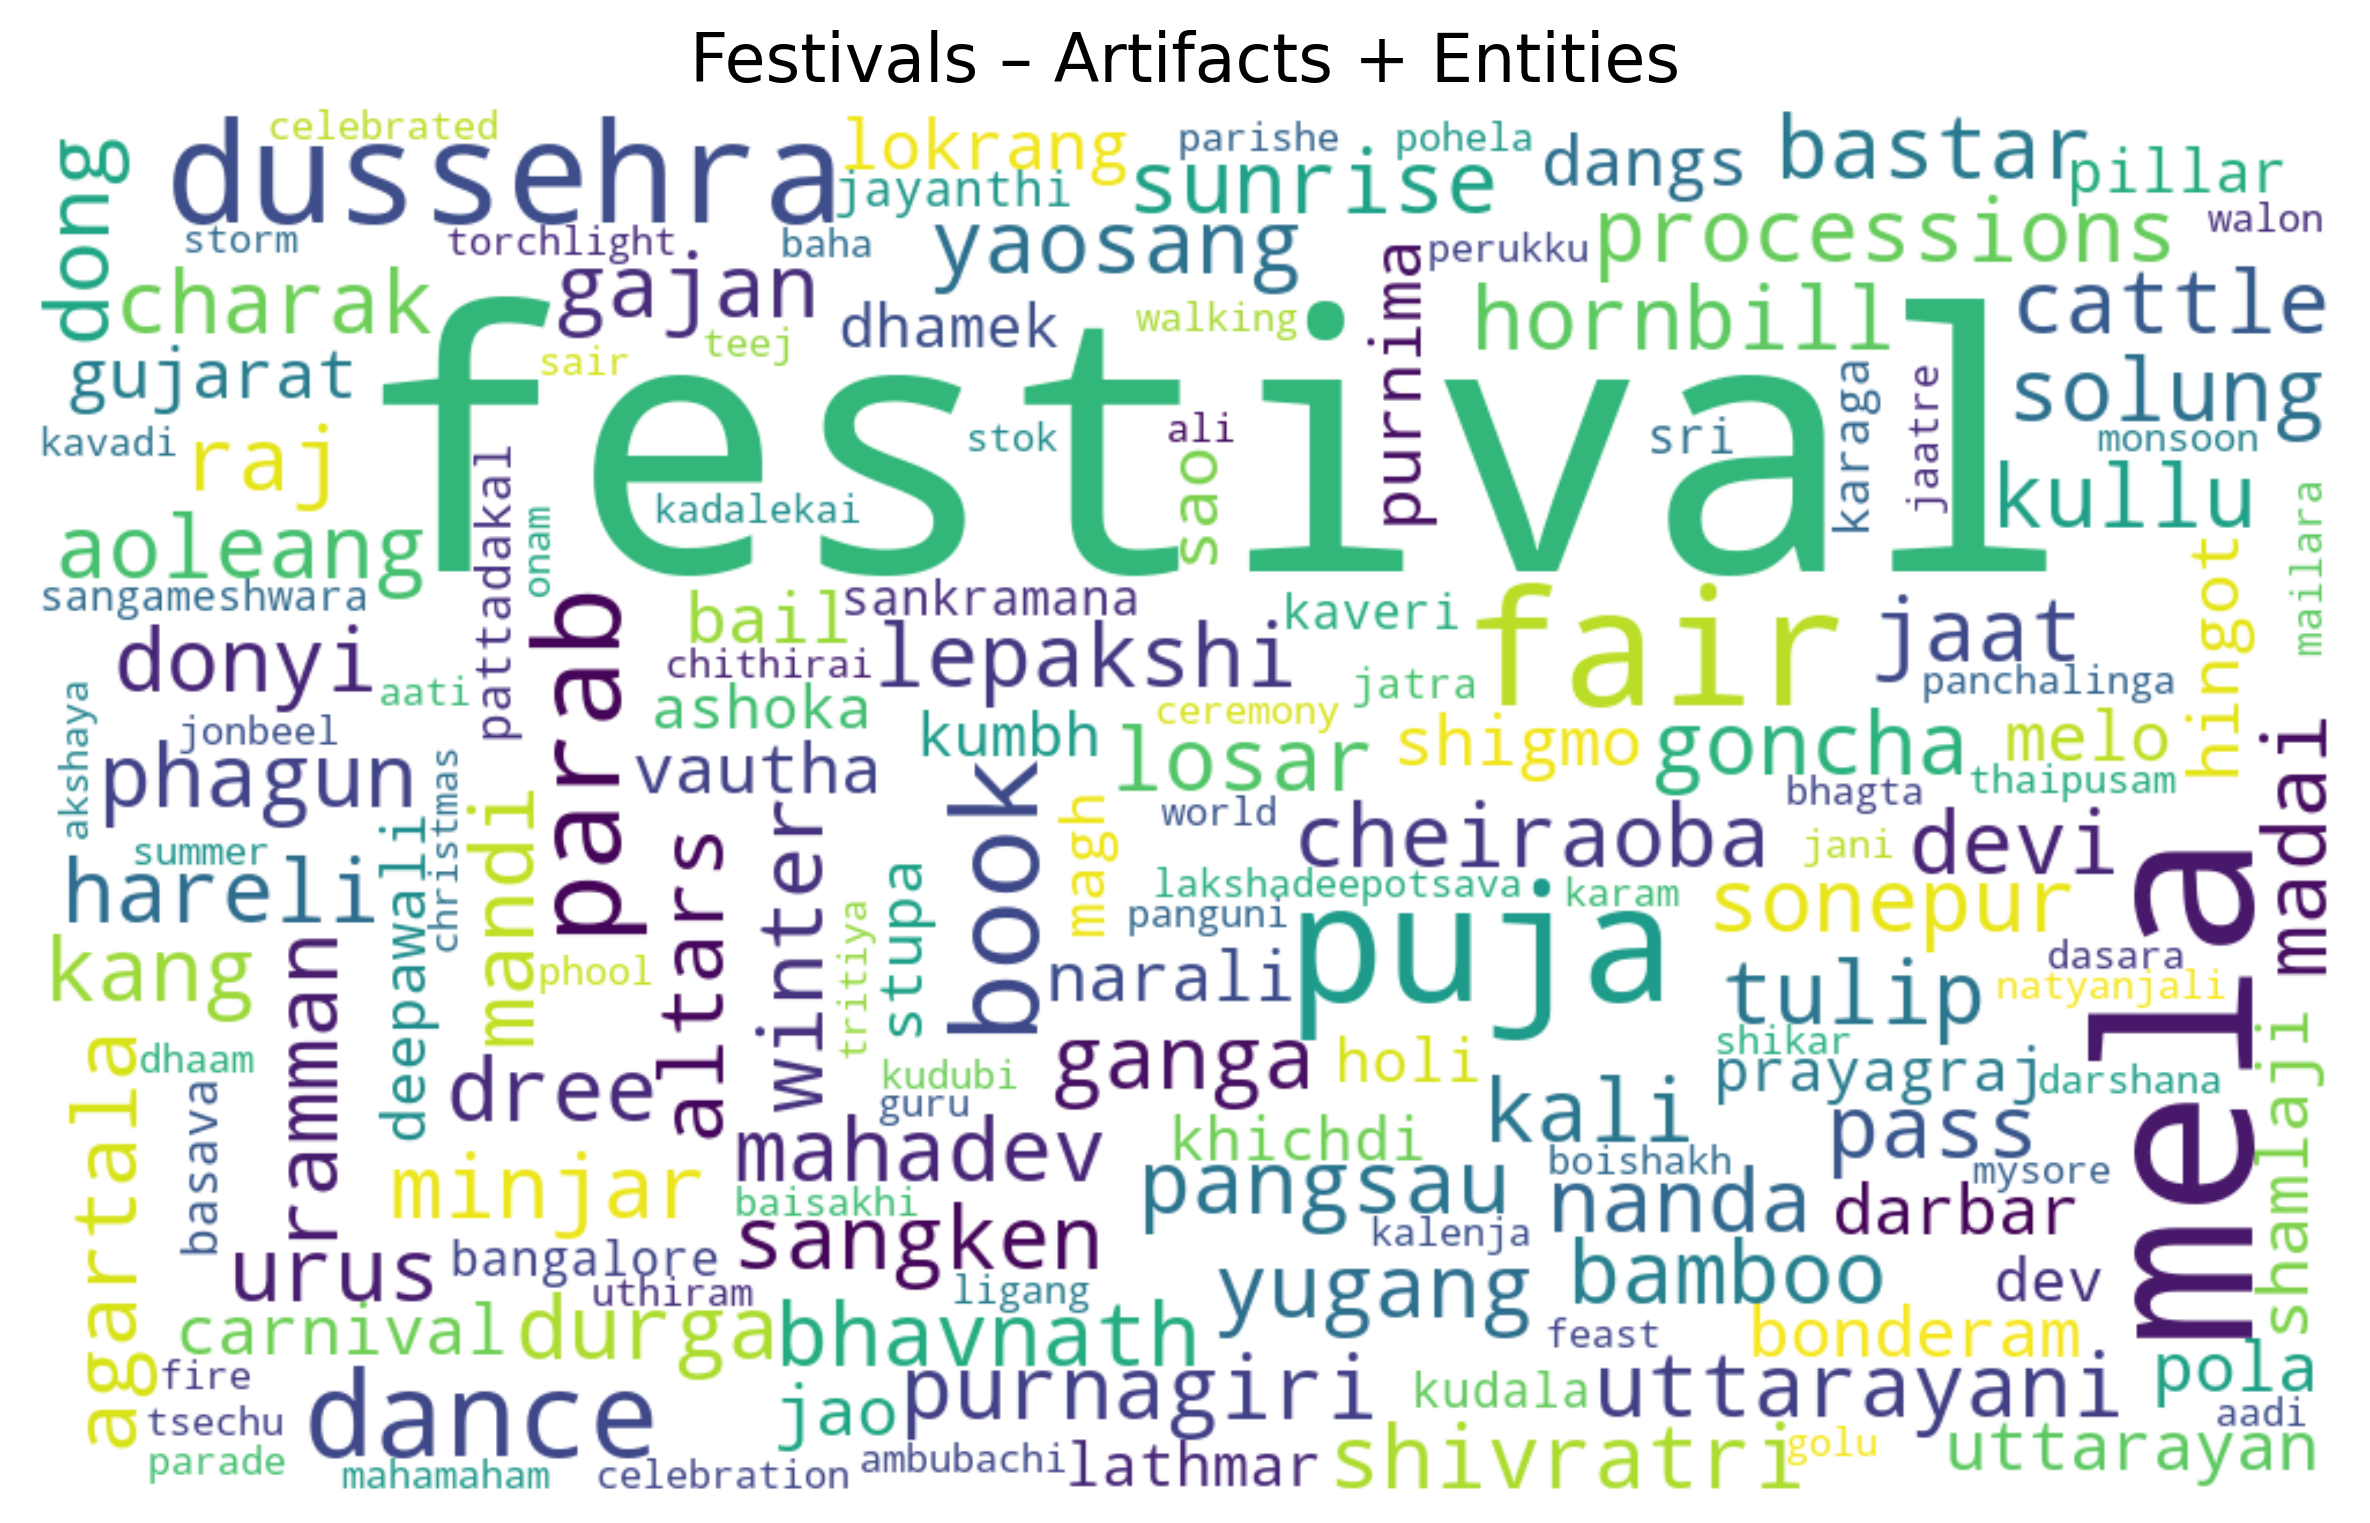 Festivals – Artifacts + Entities
celebrated
dussehra
lokrang
parishe
pohela
dangs
bastar
pillar
dong
jayanthi
sunrise
processions
walon
storm
torchlight
baha
yaosang
purnima
perukku
charak
gajan
dhamek
walking
hornbill
cattle
gujarat
sair
teej
festival
karaga
jaatre
solung
kavadi
raj
pattadakal
stok
ali
sri
monsoon
aoleang
onam
kadalekai
sao
kullu
mailara
sangameshwara
parab
bail
sankramana
kaveri
fair
jaat
hingot
donyi
aati
chithirai
lepakshi
jatra
panchalinga
akshaya
jonbeel
ashoka
kumbh
ceremony
losar
shigmo
goncha
melo
madal
phagun
christmas
mandi
vautha
book
magh
world
bhagta
thaipusam
summer
hareli
deepawali
altars
winter
cheiraoba
jani
devi
mela
lakshadeepotsava
karam
sonepur
kang
ramman
phool
tritiya
stupa
panguni
narali
puja
dasara
tulip
natyanjali
agartala
dhaam
basava
dree
kudubi
guru
ganga
holi
shikar
prayagraj
darshana
shamlaji
kali
pass
minjar
mahadev
khichdi
boishakh
mysore
baisakhi
pangsau
nanda
darbar
urus
bangalore
sangken
kalenja
uthiram
ligang
yugang
bamboo
dev
carnival
durga
bhavnath
feast
bonderam
fire
tsechu
dance
jao
purnagiri
kudala
uttarayani
pola
aadi
parade
mahamaham
celebration
ambubachi
lathmar
shivratri
golu
uttarayan